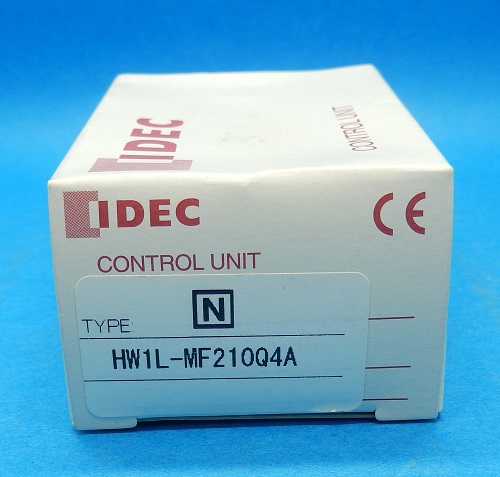 IDEC
CONTROL UNIT
IDEC
CE
CONTROL UNIT
N
TYPE:
HW1L-MF210Q4A